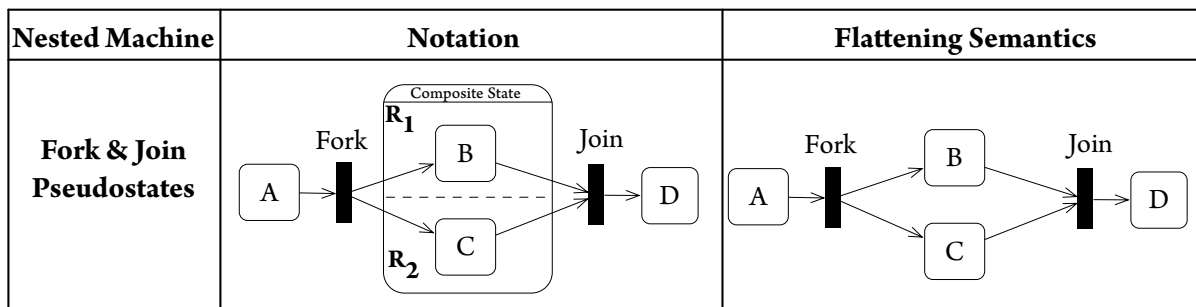 Nested Machine
Notation
Flattening Semantics
Fork & Join
Pseudostates
Composite State
R1
Fork
B
Join
A
D
C
R2
Fork
B
Join
A
D
C